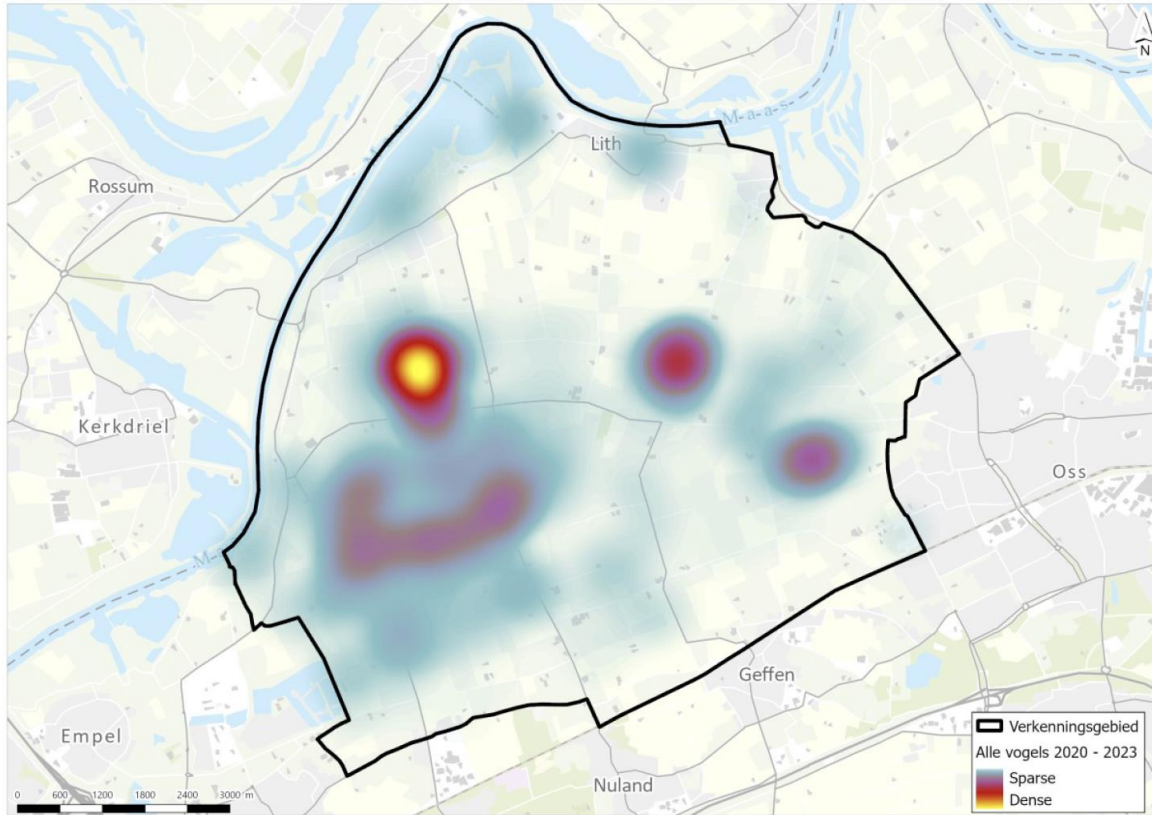 N
M-a-a-s
Lith
Rossum
Kerkdriel
Oss
M
Geffen
Empel
Nuland
Verkenningsgebied
Alle vogels 2020 - 2023
Sparse
Dense
0 600 1200 1800 2400 3000 m